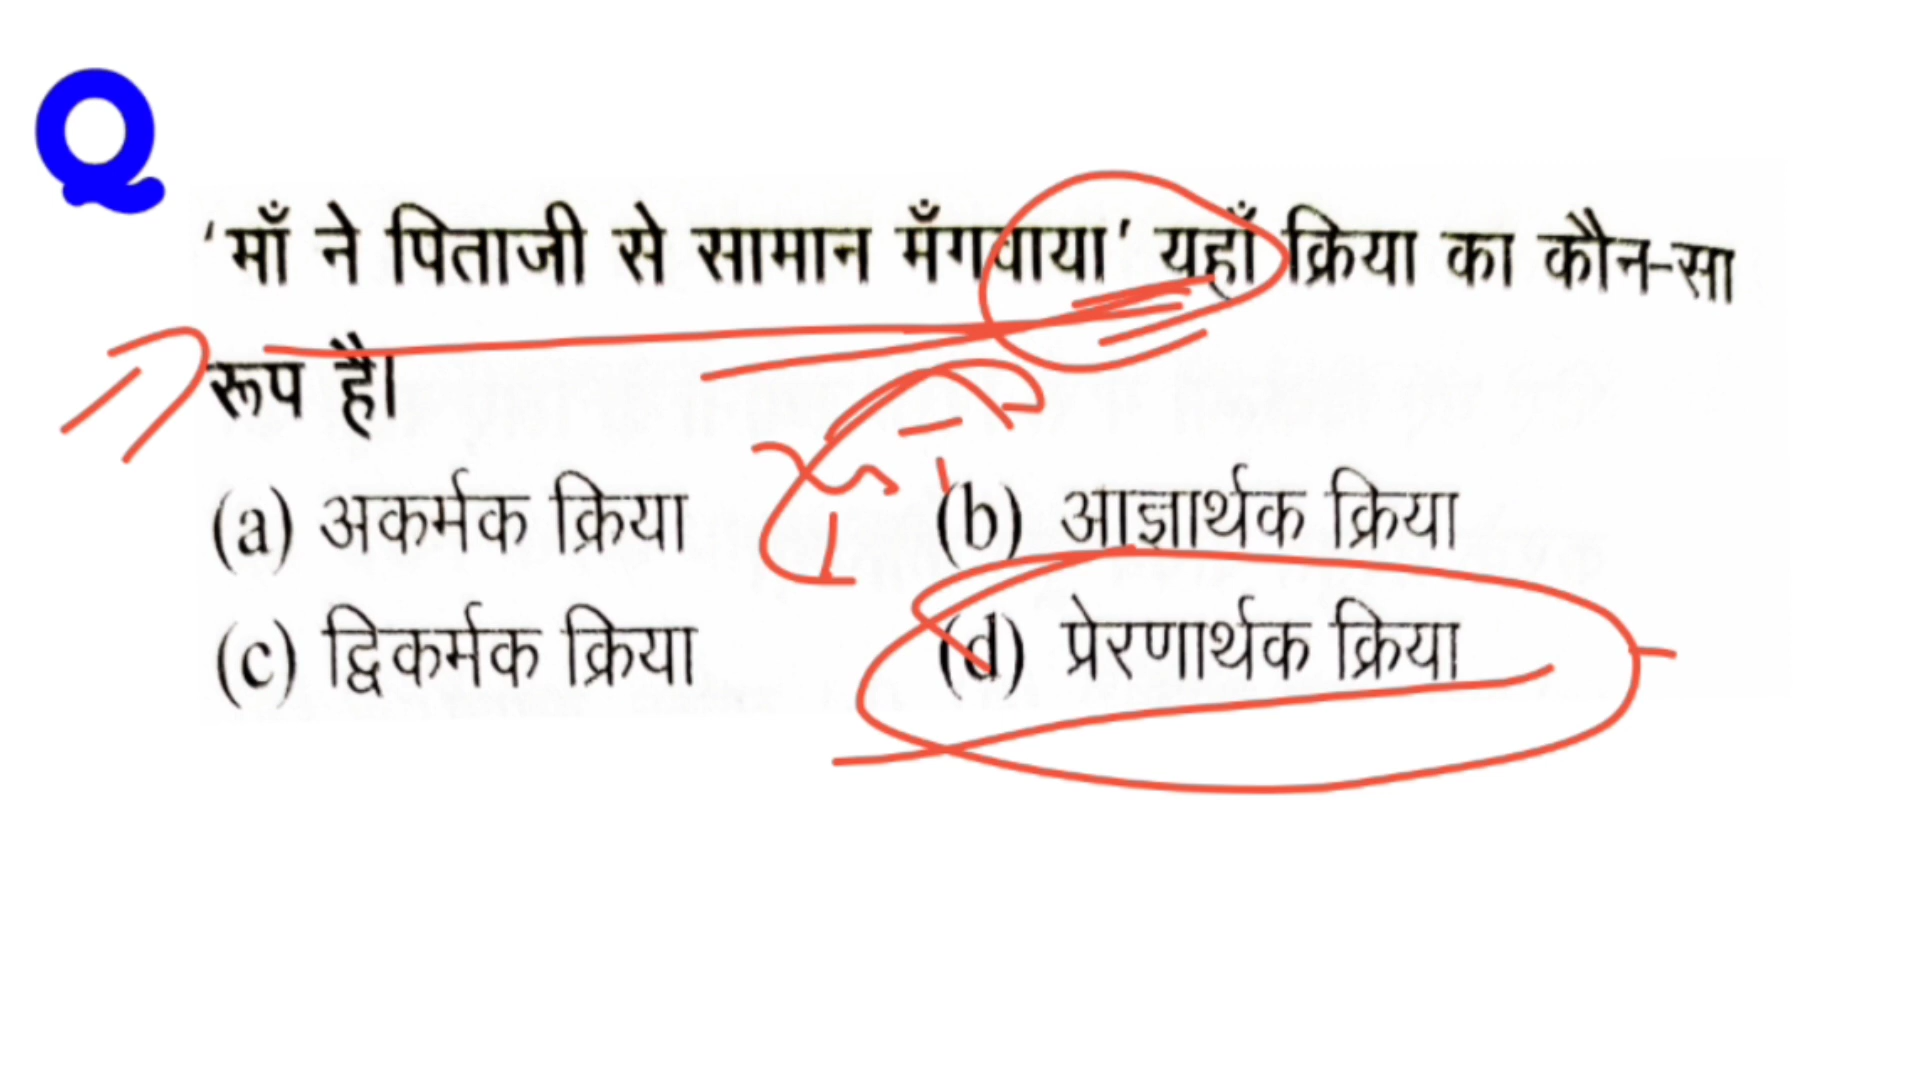 Q
‘माँ ने पिताजी से सामान मँगवाया’ यहाँ क्रिया का कौन-सा
रूप है।
(a) अकर्मक क्रिया (b) आज्ञार्थक क्रिया
(c) द्विकर्मक क्रिया (d) प्रेरणार्थक क्रिया